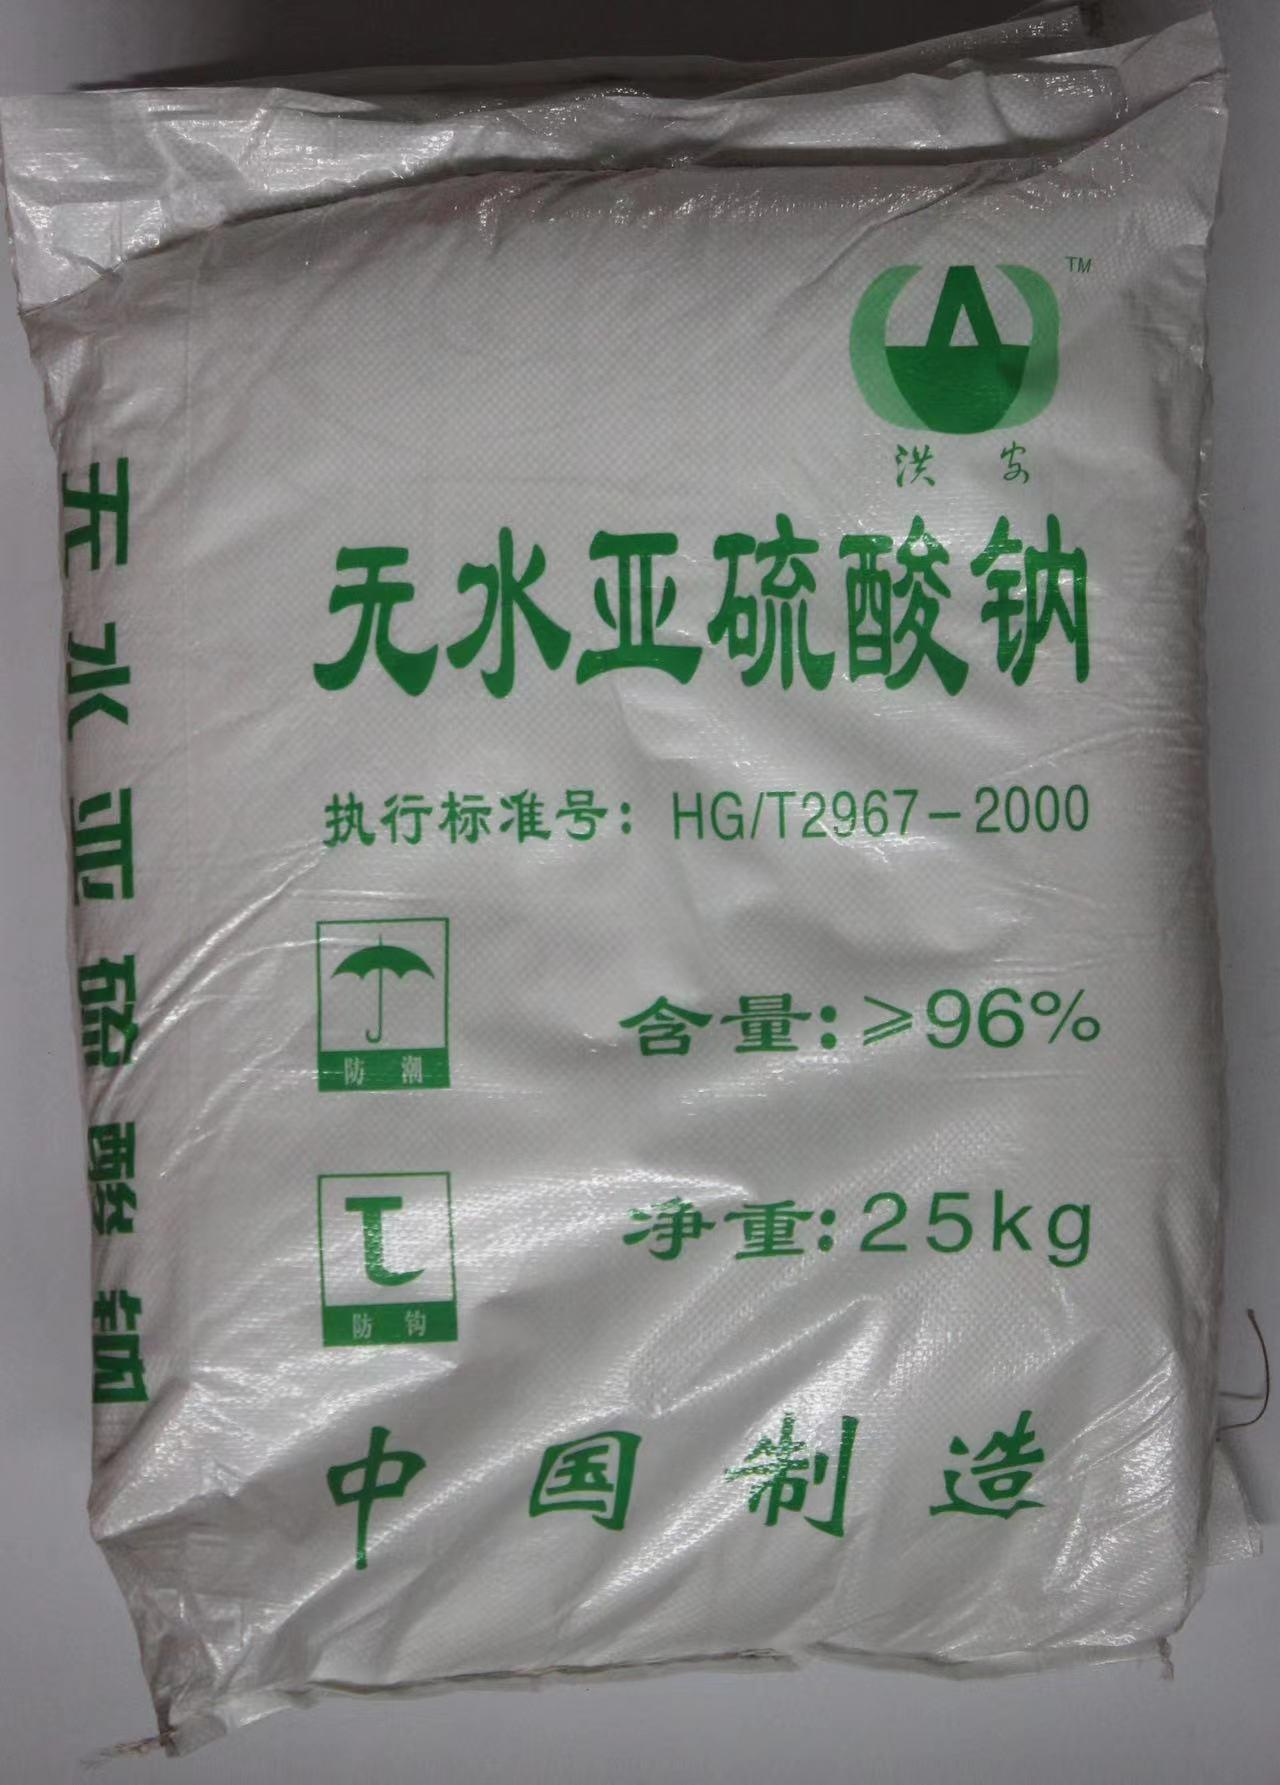 TM
洪安
无水亚硫酸钠
执行标准号：HG/T2967-2000
防潮
含量：≥96%
防钩
净重：25kg
中国制造
无水亚硫酸钠